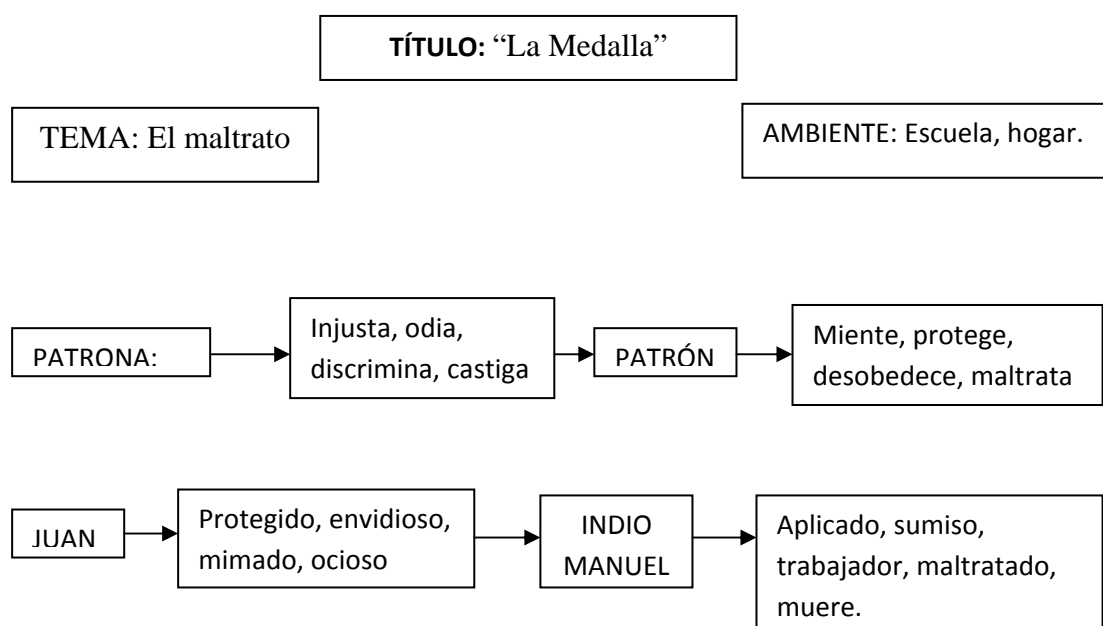 TÍTULO: “La Medalla”
TEMA: El maltrato
AMBIENTE: Escuela, hogar.
PATRONA:
Injusta, odia,
discrimina, castiga
PATRÓN
Miente, protege,
desobedece, maltrata
JUAN
Protegido, envidioso,
mimado, ocioso
INDIO
MANUEL
Aplicado, sumiso,
trabajador, maltratado,
muere.